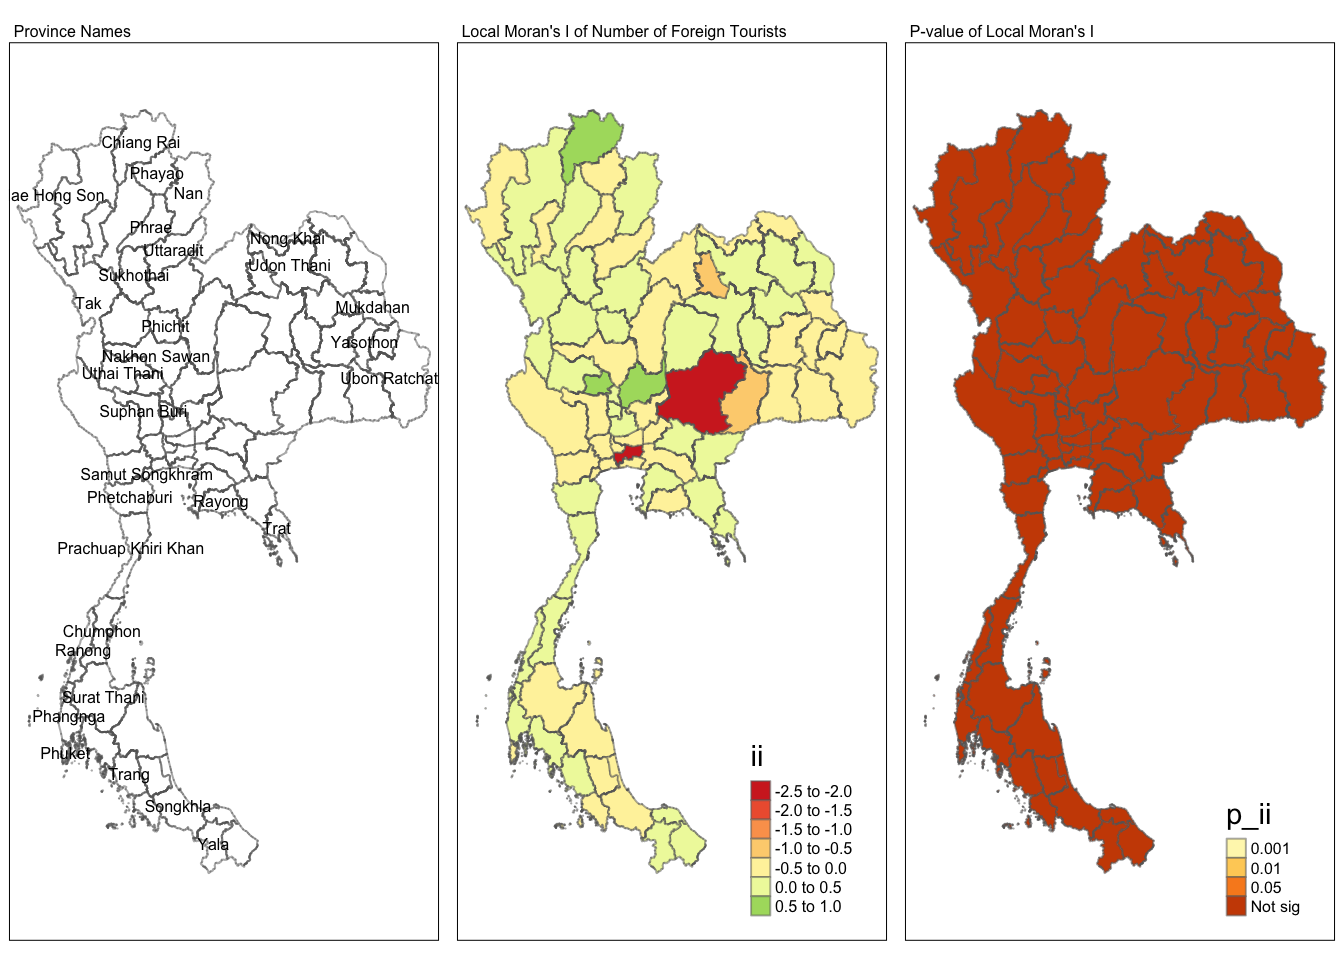 Province Names
Chiang Rai
Phayao
ae Hong Son
Nan
Phrae
Uttaradit
Nong Khai
Udon Thani
Sukhothai
Tak
Mukdahan
Phichit
Yasothon
Nakhon Sawan
Uthai Thani
Ubon Ratchat
Suphan Buri
Samut Songkhram
Phetchaburi
Rayong
Trat
Prachuap Khiri Khan
Chumphon
Ranong
Surat Thani
Phangnga
Phuket
Trang
Songkhla
Yala
Local Moran's I of Number of Foreign Tourists
ii
-2.5 to -2.0
-2.0 to -1.5
-1.5 to -1.0
-1.0 to -0.5
-0.5 to 0.0
0.0 to 0.5
0.5 to 1.0
P-value of Local Moran's I
p_ii
0.001
0.01
0.05
Not sig